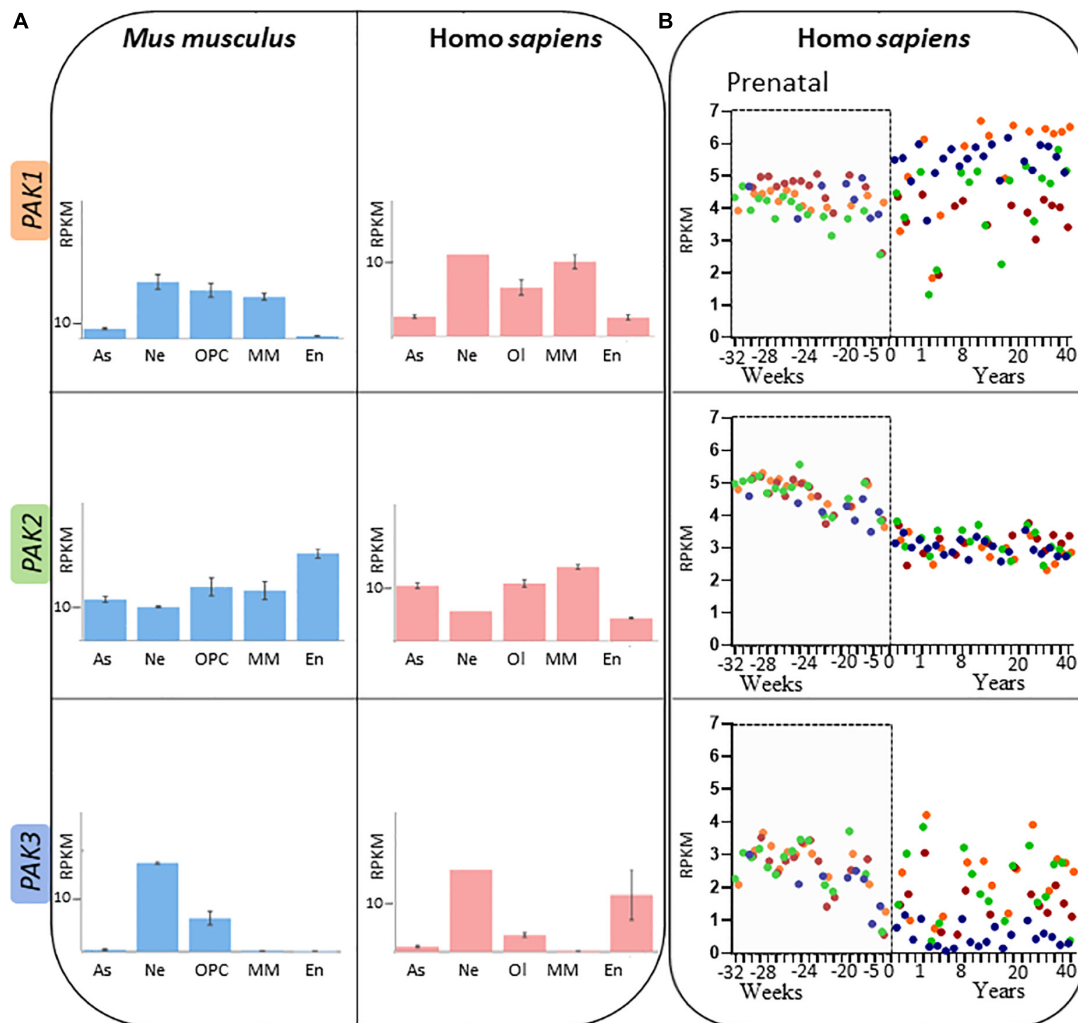 A
Mus musculus
Homo sapiens
B
Homo sapiens
PAK1
RPKM
10
As Ne OPC MM En
RPKM
10
As Ne Ol MM En
Prenatal
RPKM
7
6
5
4
3
2
1
0
-32 -28 -24 -20 -5 0 1 8 20 40
Weeks Years
PAK2
RPKM
10
As Ne OPC MM En
RPKM
10
As Ne Ol MM En
RPKM
7
6
5
4
3
2
1
0
-32 -28 -24 -20 -5 0 1 8 20 40
Weeks Years
PAK3
RPKM
10
As Ne OPC MM En
RPKM
10
As Ne Ol MM En
RPKM
7
6
5
4
3
2
1
0
-32 -28 -24 -20 -5 0 1 8 20 40
Weeks Years